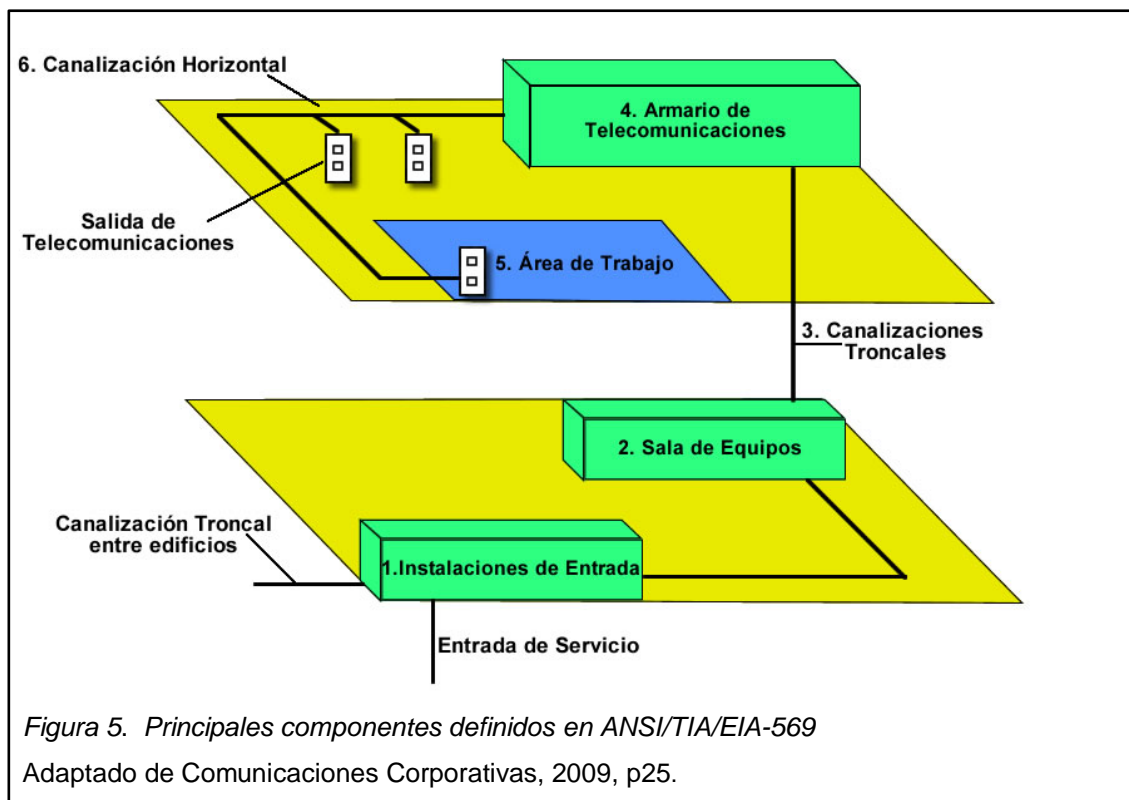 6. Canalización Horizontal
4. Armario de
Telecomunicaciones
Salida de
Telecomunicaciones
5. Área de Trabajo
3. Canalizaciones
Troncales
2. Sala de Equipos
Canalización Troncal
entre edificios
1.Instalaciones de Entrada
Entrada de Servicio
Figura 5. Principales componentes definidos en ANSI/TIA/EIA-569
Adaptado de Comunicaciones Corporativas, 2009, p25.